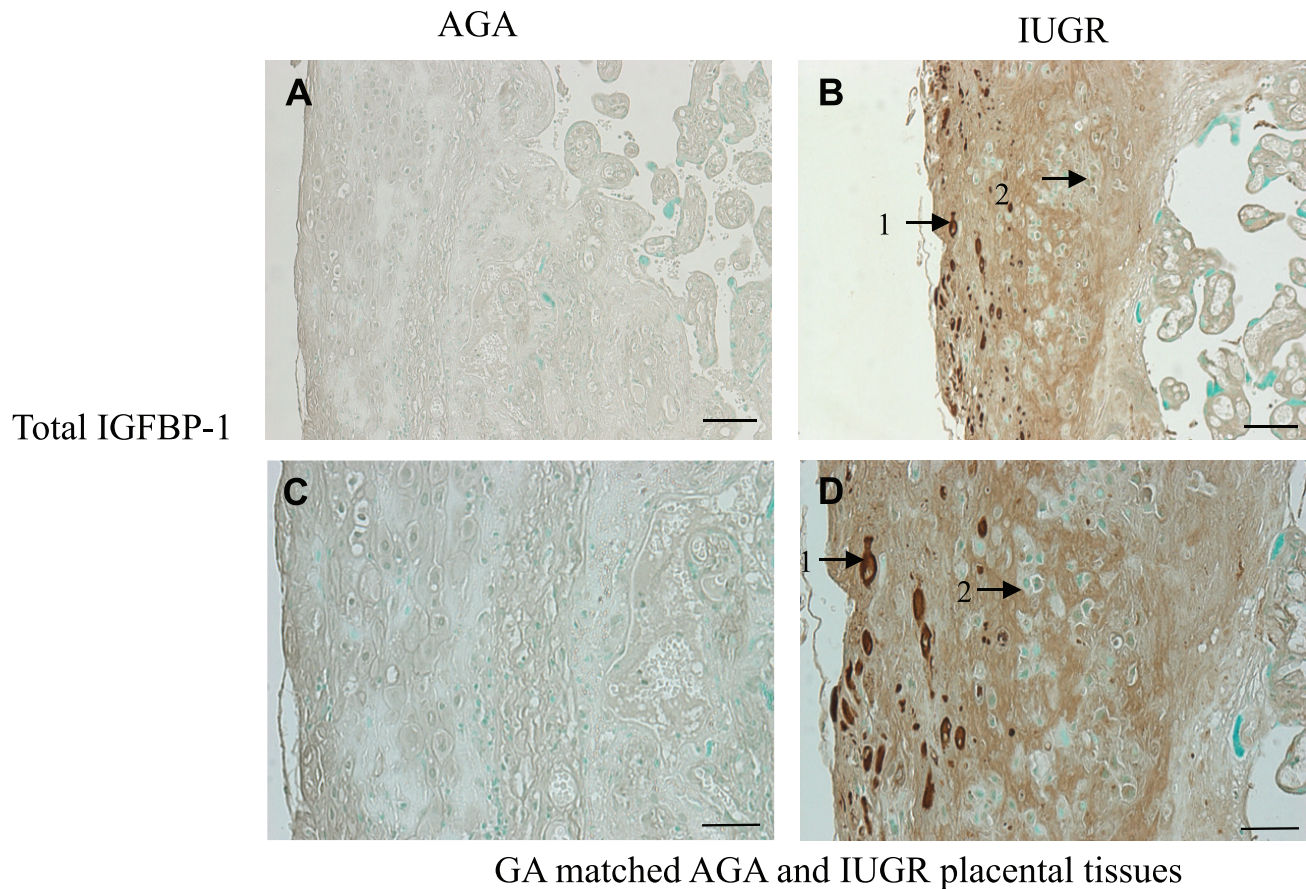 AGA
IUGR
A
B
1
2
Total IGFBP-1
C
D
1
2
GA matched AGA and IUGR placental tissues